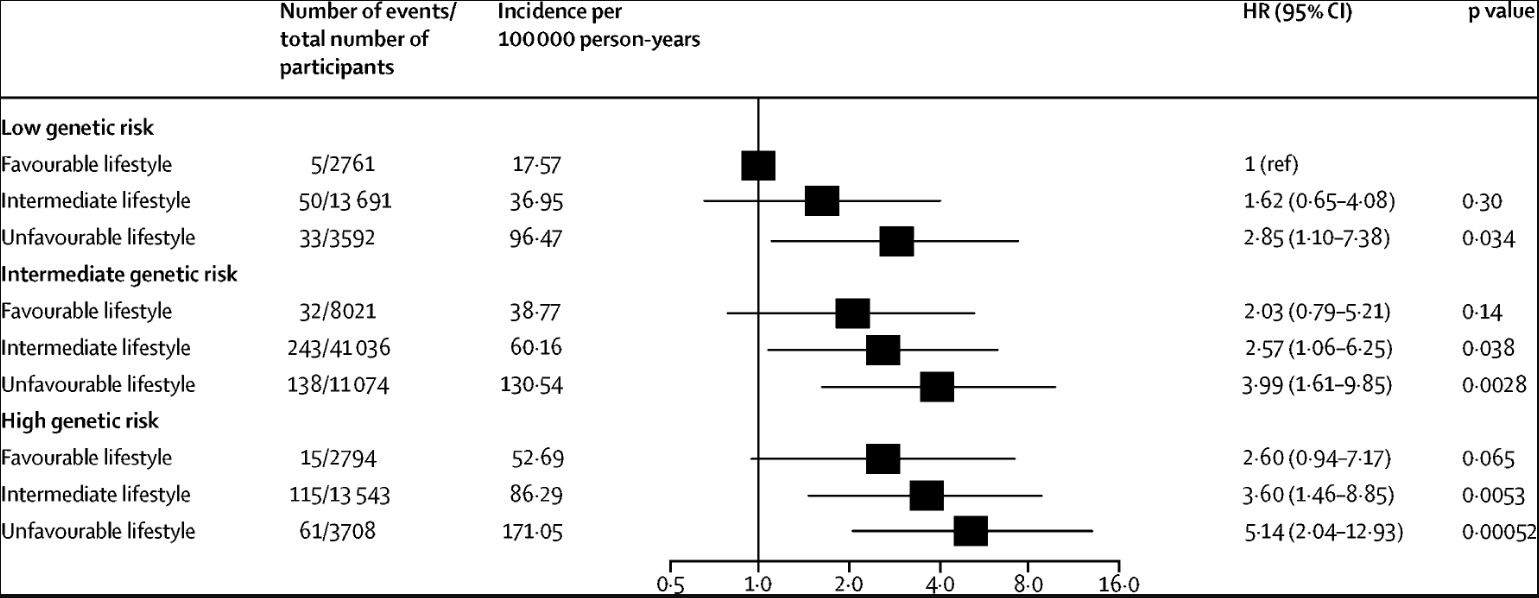 Number of events/ Incidence per HR (95% CI) p value
total number of 100 000 person-years
participants
Low genetic risk
Favourable lifestyle 5/2761 17·57 1 (ref)
Intermediate lifestyle 50/13 691 36·95 1·62 (0·65–4·08) 0·30
Unfavourable lifestyle 33/3592 96·47 2·85 (1·10–7·38) 0·034
Intermediate genetic risk
Favourable lifestyle 32/8021 38·77 2·03 (0·79–5·21) 0·14
Intermediate lifestyle 243/41 036 60·16 2·57 (1·06–6·25) 0·038
Unfavourable lifestyle 138/11 074 130·54 3·99 (1·61–9·85) 0·0028
High genetic risk
Favourable lifestyle 15/2794 52·69 2·60 (0·94–7·17) 0·065
Intermediate lifestyle 115/13 543 86·29 3·60 (1·46–8·85) 0·0053
Unfavourable lifestyle 61/3708 171·05 5·14 (2·04–12·93) 0·00052
0·5 1·0 2·0 4·0 8·0 16·0